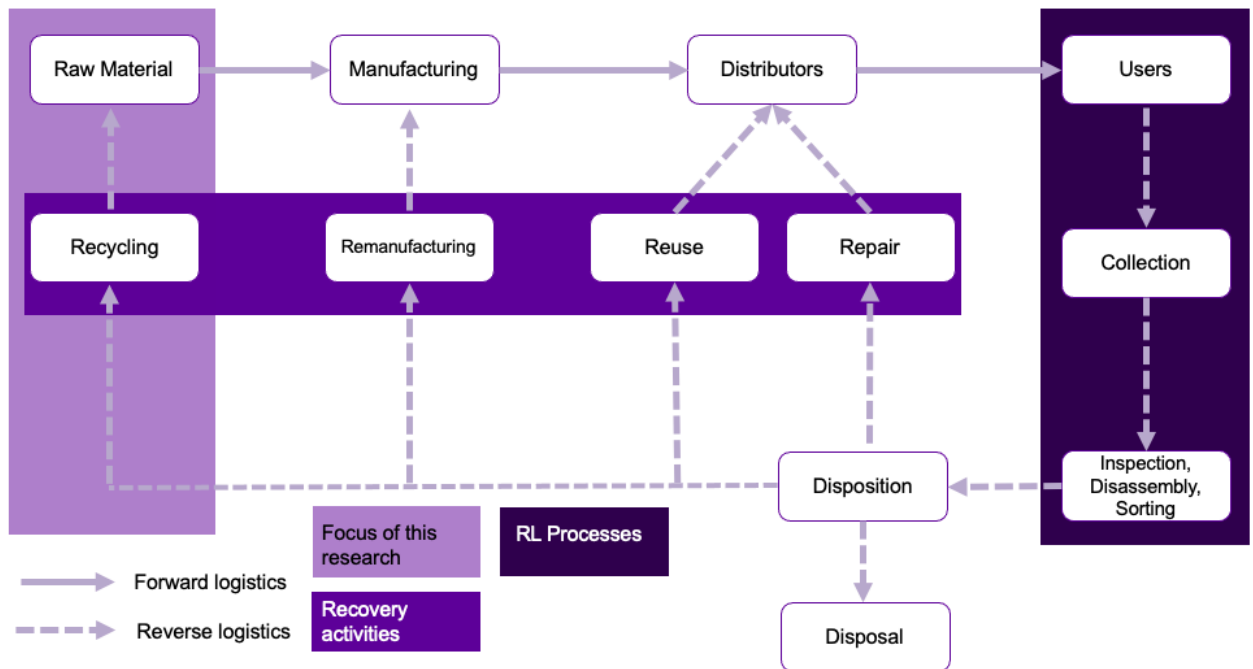 Raw Material
Manufacturing
Distributors
Users
Recycling
Remanufacturing
Reuse
Repair
Collection
Disposition
Inspection,
Disassembly,
Sorting
Focus of this
research
RL Processes
Forward logistics
Recovery
activities
Reverse logistics
Disposal